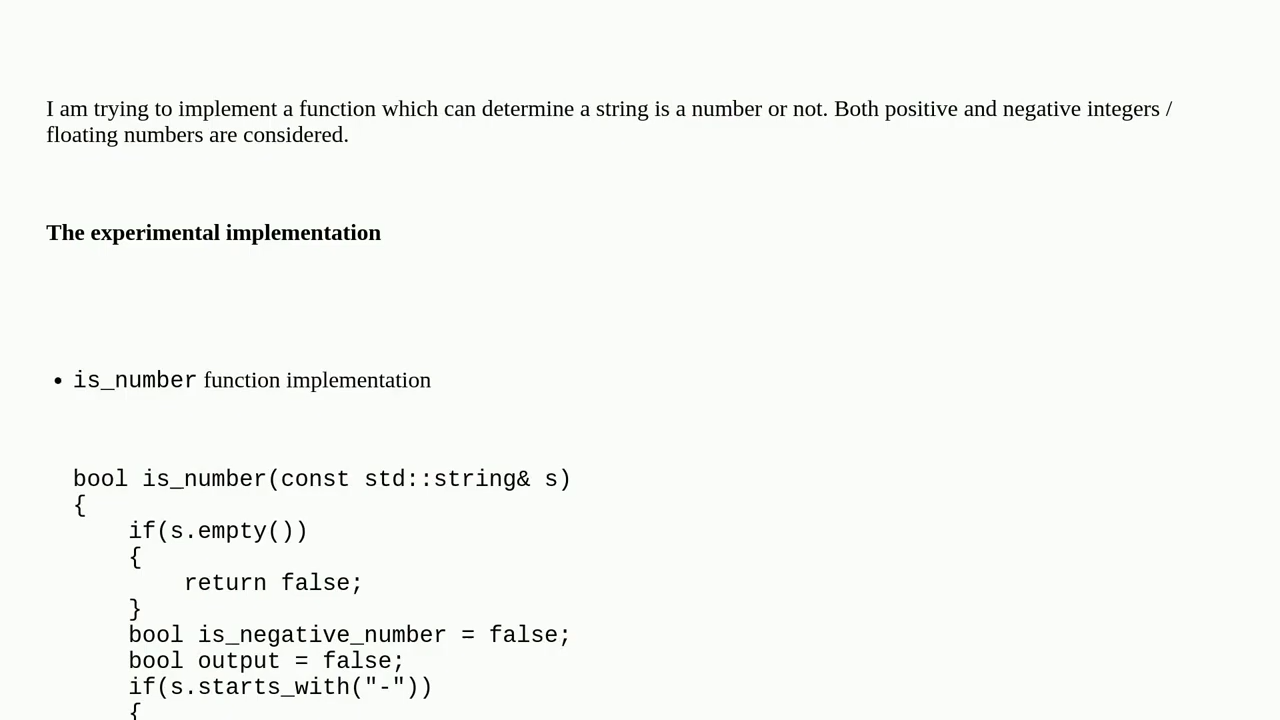 I am trying to implement a function which can determine a string is a number or not. Both positive and negative integers /
floating numbers are considered.
The experimental implementation
• is_number function implementation
bool is_number(const std::string& s)
{
    if(s.empty())
    {
        return false;
    }
    bool is_negative_number = false;
    bool output = false;
    if(s.starts_with("-"))
    {